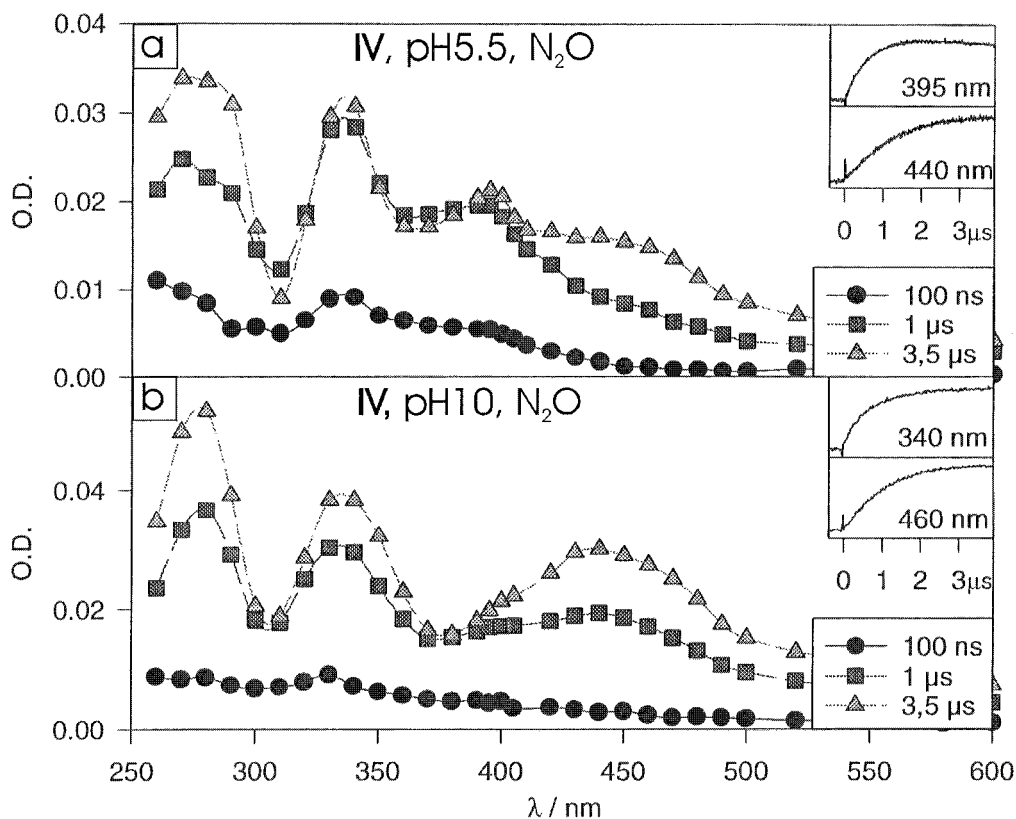 0.04
a
IV, pH5.5, N₂O
395 nm
440 nm
0 1 2 3µs
0.03
0.02
0.01
0.00
O.D.
100 ns
1 µs
3,5 µs
b
IV, pH10, N₂O
340 nm
460 nm
0 1 2 3µs
0.04
0.02
0.00
O.D.
100 ns
1 µs
3,5 µs
250 300 350 400 450 500 550 600
λ / nm